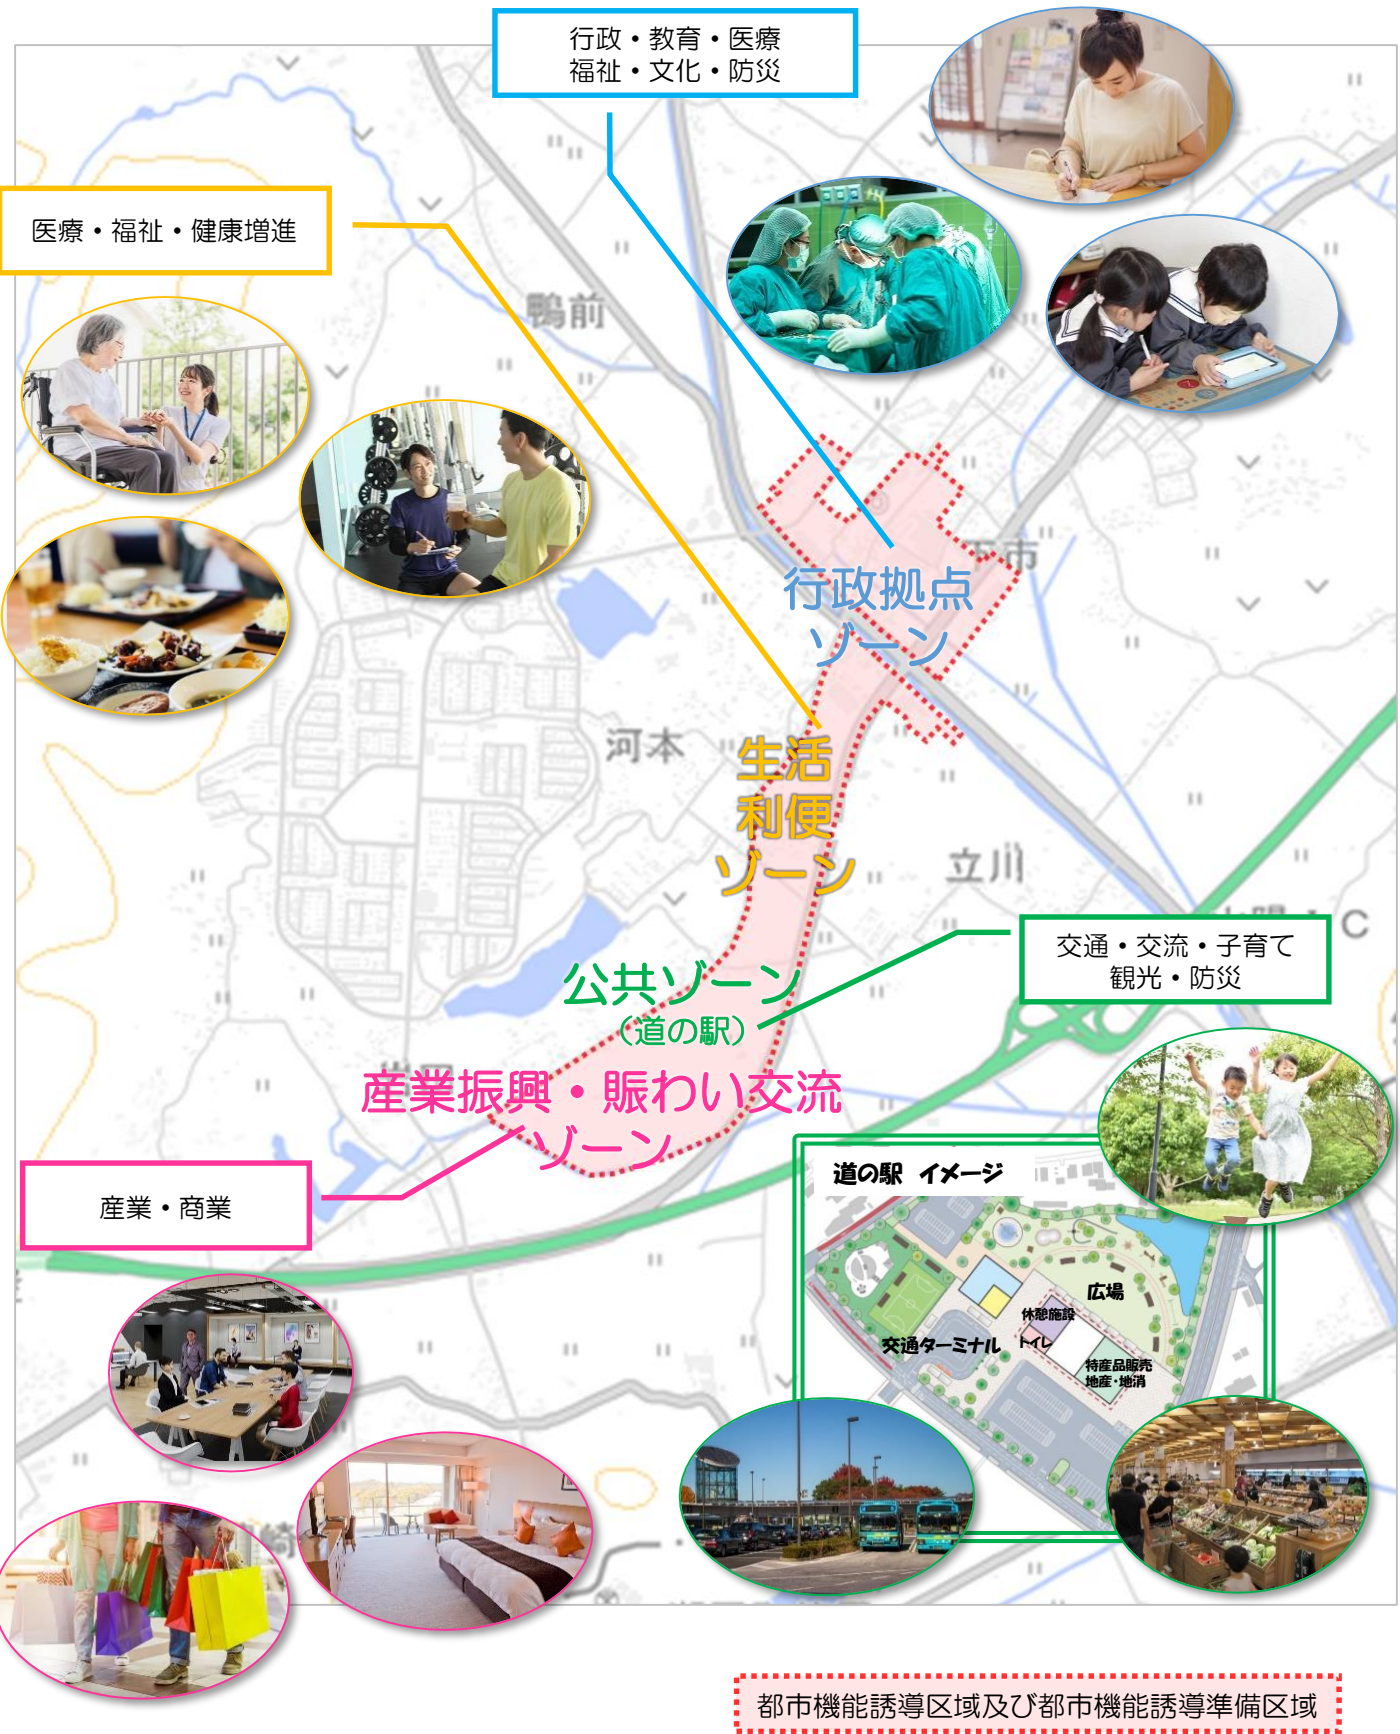 行政・教育・医療
福祉・文化・防災
医療・福祉・健康増進
鴨前
下市
行政拠点
ゾーン
河本
生活
利便
ゾーン
立川
交通・交流・子育て
観光・防災
公共ゾーン
（道の駅）
産業振興・賑わい交流
ゾーン
産業・商業
道の駅 イメージ
広場
休憩施設
トイレ
交通ターミナル
特産品販売
地産・地消
都市機能誘導区域及び都市機能誘導準備区域